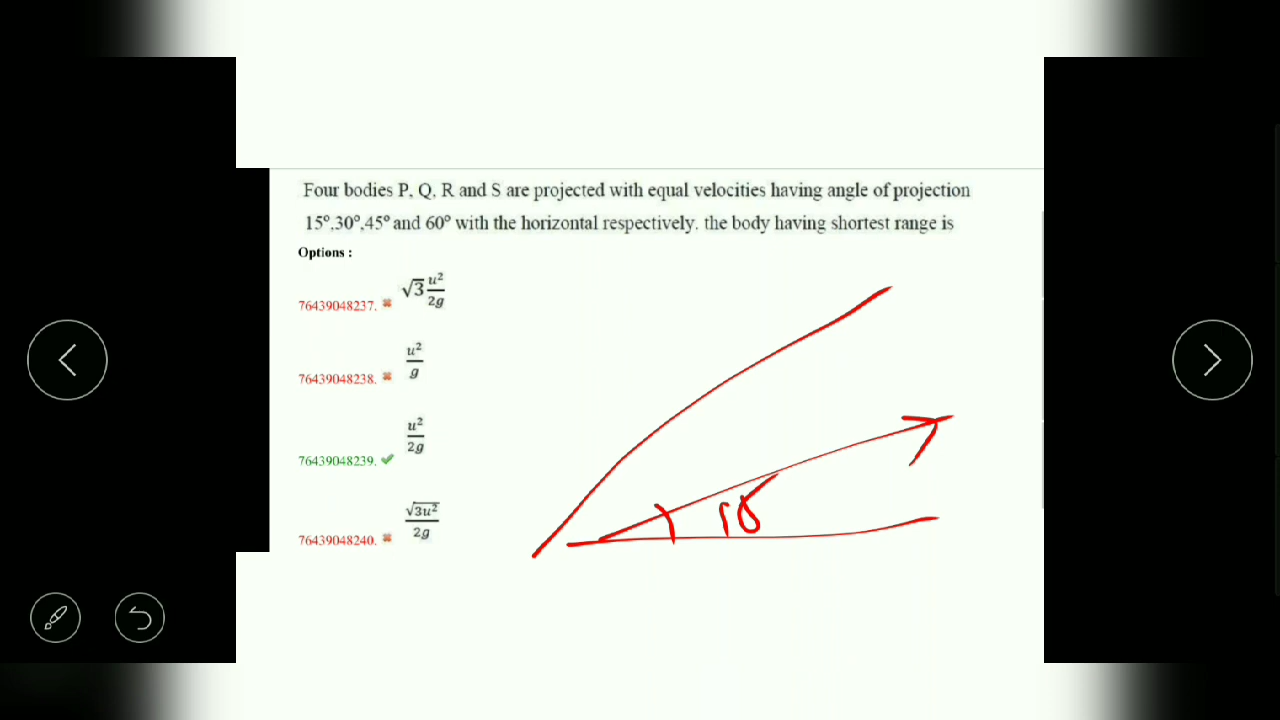 Four bodies P, Q, R and S are projected with equal velocities having angle of projection
15°,30°,45° and 60° with the horizontal respectively. the body having shortest range is
Options :
76439048237. ✖ √3 u²/2g
76439048238. ✖ u²/g
76439048239. ✔ u²/2g
76439048240. ✖ √3u²/2g